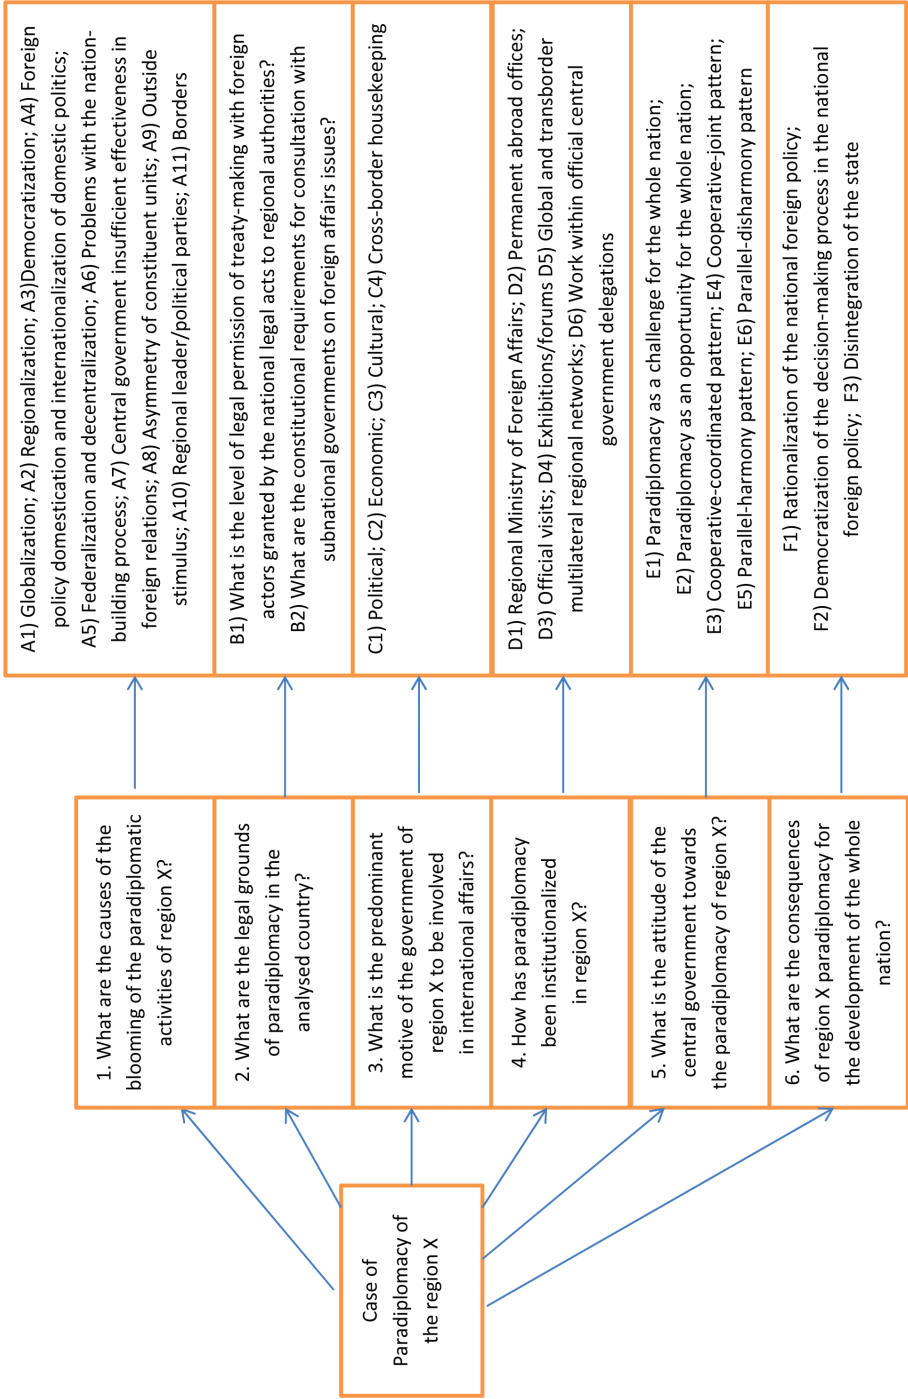 Case of
Paradiplomacy of
the region X
1. What are the causes of the
blooming of the paradiplomatic
activities of region X?
2. What are the legal grounds
of paradiplomacy in the
analysed country?
3. What is the predominant
motive of the government of
region X to be involved
in international affairs?
4. How has paradiplomacy
been institutionalized
in region X?
5. What is the attitude of the
central government towards
the paradiplomacy of region X?
6. What are the consequences
of region X paradiplomacy for
the development of the whole
nation?
A1) Globalization; A2) Regionalization; A3)Democratization; A4) Foreign
policy domestication and internationalization of domestic politics;
A5) Federalization and decentralization; A6) Problems with the nation-
building process; A7) Central government insufficient effectiveness in
foreign relations; A8) Asymmetry of constituent units; A9) Outside
stimulus; A10) Regional leader/political parties; A11) Borders
B1) What is the level of legal permission of treaty-making with foreign
actors granted by the national legal acts to regional authorities?
B2) What are the constitutional requirements for consultation with
subnational governments on foreign affairs issues?
C1) Political; C2) Economic; C3) Cultural; C4) Cross-border housekeeping
D1) Regional Ministry of Foreign Affairs; D2) Permanent abroad offices;
D3) Official visits; D4) Exhibitions/forums D5) Global and transborder
multilateral regional networks; D6) Work within official central
government delegations
E1) Paradiplomacy as a challenge for the whole nation;
E2) Paradiplomacy as an opportunity for the whole nation;
E3) Cooperative-coordinated pattern; E4) Cooperative-joint pattern;
E5) Parallel-harmony pattern; E6) Parallel-disharmony pattern
F1) Rationalization of the national foreign policy;
F2) Democratization of the decision-making process in the national
foreign policy; F3) Disintegration of the state